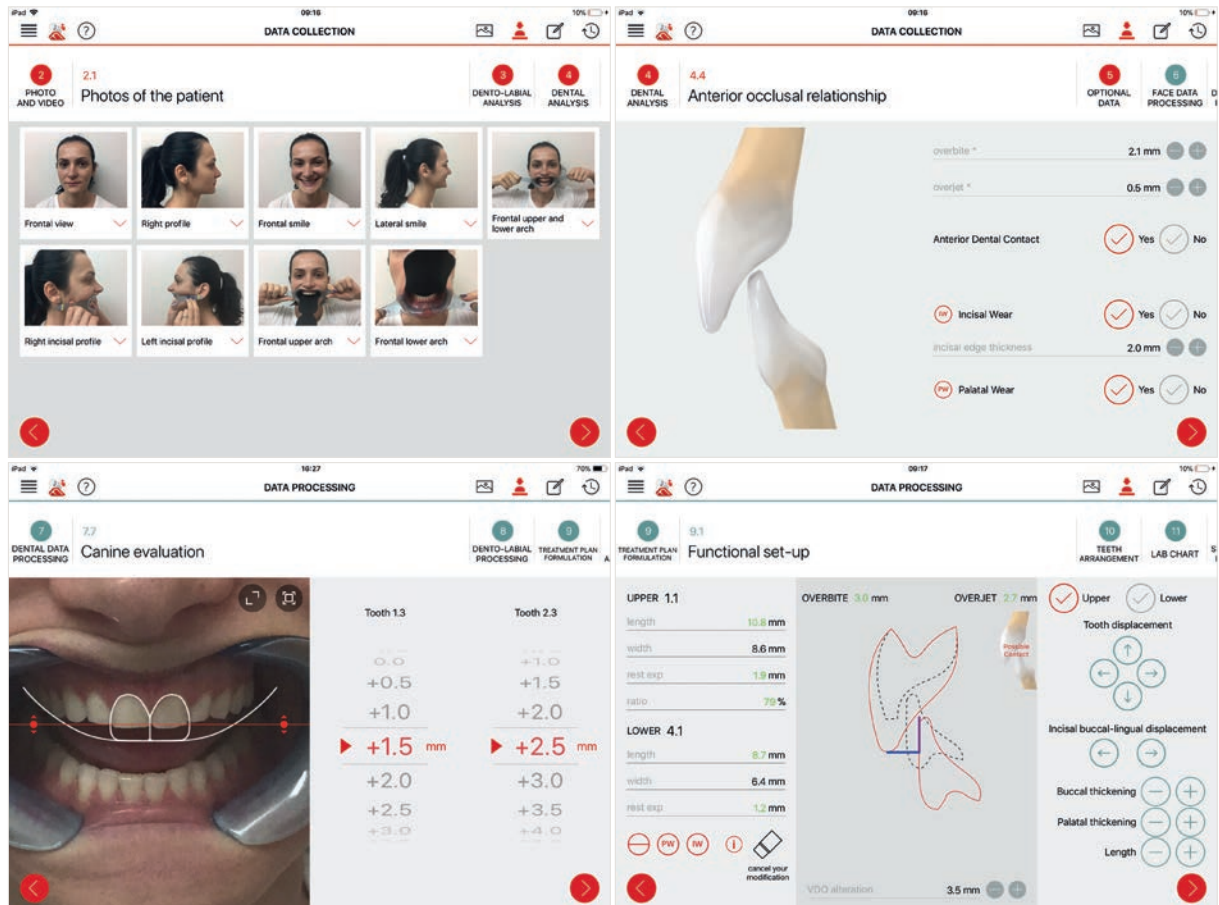 iPad 09:16 10%
DATA COLLECTION
2
PHOTO
AND VIDEO
2.1
Photos of the patient
3
DENTO-LABIAL
ANALYSIS
4
DENTAL
ANALYSIS
Frontal view
Right profile
Frontal smile
Lateral smile
Frontal upper and
lower arch
Right incisal profile
Left incisal profile
Frontal upper arch
Frontal lower arch
iPad 09:16 10%
DATA COLLECTION
4
DENTAL
ANALYSIS
4.4
Anterior occlusal relationship
5
OPTIONAL
DATA
6
FACE DATA
PROCESSING
overbite * 2.1 mm
overjet * 0.5 mm
Anterior Dental Contact Yes No
IW Incisal Wear Yes No
incisal edge thickness 2.0 mm
PW Palatal Wear Yes No
iPad 16:27 70%
DATA PROCESSING
7
DENTAL DATA
PROCESSING
7.7
Canine evaluation
8
DENTO-LABIAL
PROCESSING
9
TREATMENT PLAN
FORMULATION
Tooth 1.3 Tooth 2.3
0.0 +1.0
+0.5 +1.5
+1.0 +2.0
+1.5 mm +2.5 mm
+2.0 +3.0
+2.5 +3.5
+3.0 +4.0
iPad 09:17 10%
DATA PROCESSING
9
TREATMENT PLAN
FORMULATION
9.1
Functional set-up
10
TEETH
ARRANGEMENT
11
LAB CHART
UPPER 1.1
length 10.8 mm
width 8.6 mm
rest exp 1.9 mm
ratio 79 %
LOWER 4.1
length 8.7 mm
width 6.4 mm
rest exp 1.2 mm
PW IW i
cancel your
modification
OVERBITE 3.0 mm OVERJET 2.7 mm
Possible
Contact
VDO alteration 3.5 mm
Upper Lower
Tooth displacement
Incisal buccal-lingual displacement
Buccal thickening
Palatal thickening
Length